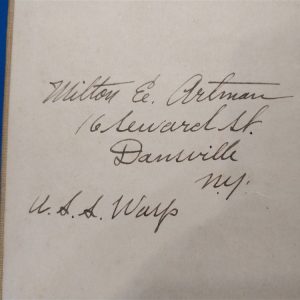 Milton E. Artman
16 Seward St.
Dansville
N.Y.
U.S.S. Wasp